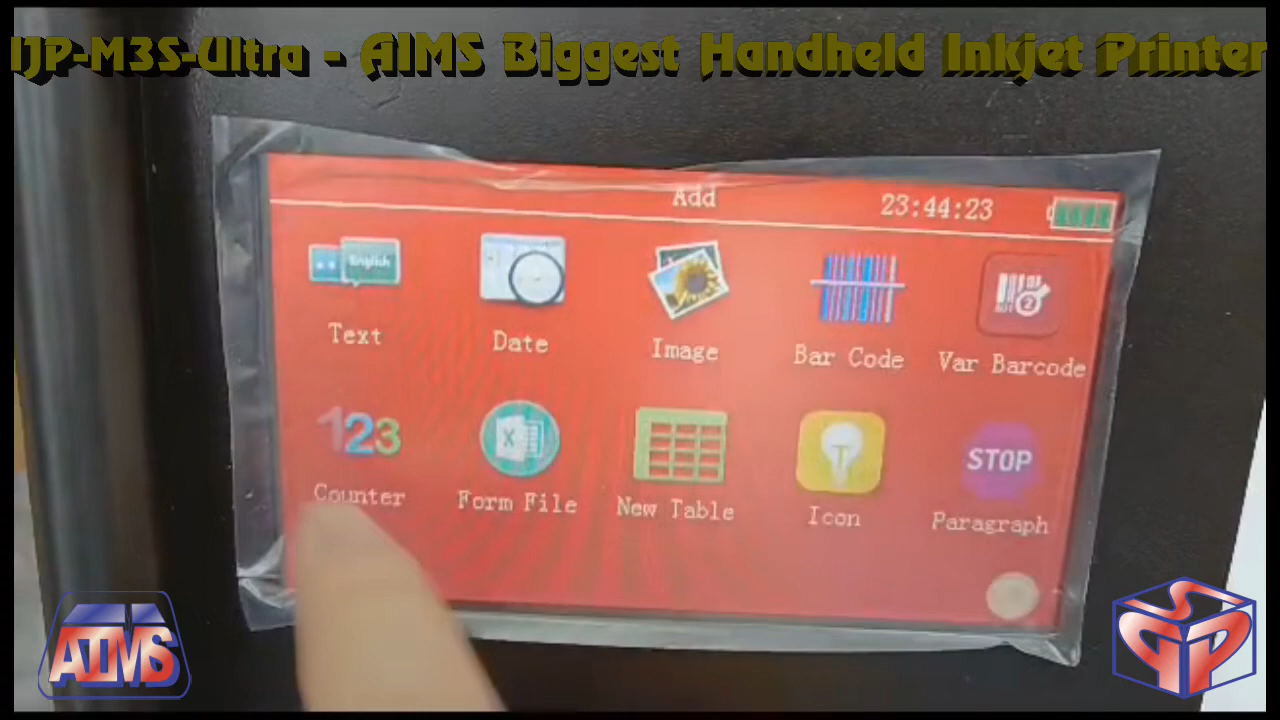 IJP-M3S-Ultra - AIMS Biggest Handheld Inkjet Printer
Add 23:44:23
English
Text Date Image Bar Code Var Barcode
123 X T STOP
Counter Form File New Table Icon Paragraph
AIMS SPP